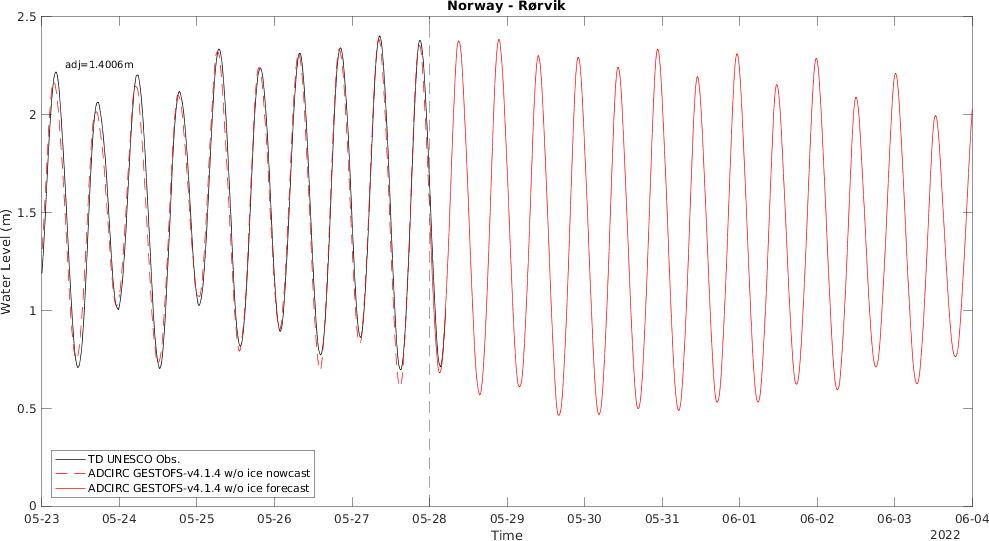 Norway - Rørvik
2.5
adj=1.4006m
2
1.5
Water Level (m)
1
0.5
TD UNESCO Obs.
ADCIRC GESTOFS-v4.1.4 w/o ice nowcast
ADCIRC GESTOFS-v4.1.4 w/o ice forecast
0
05-23 05-24 05-25 05-26 05-27 05-28 05-29 05-30 05-31 06-01 06-02 06-03 06-04
Time
2022